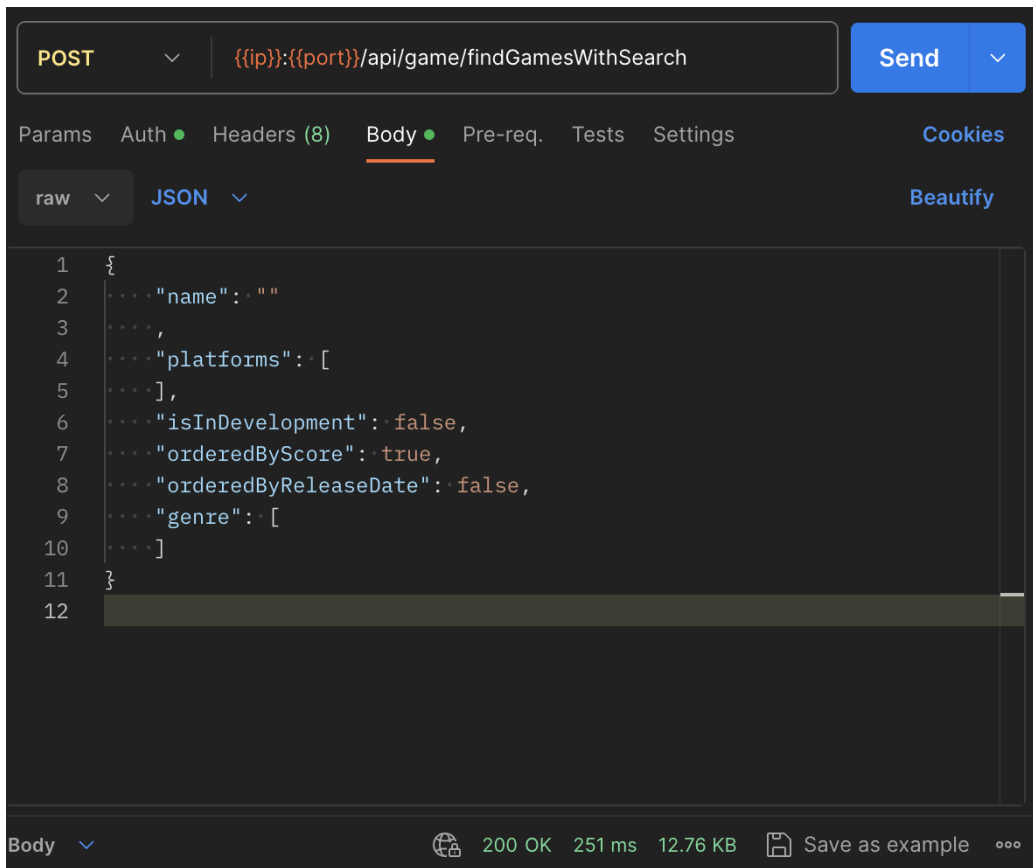 POST {{ip}}:{{port}}/api/game/findGamesWithSearch Send
Params Auth Headers (8) Body Pre-req. Tests Settings Cookies
raw JSON Beautify
1 {
2 ····"name":·""
3 ····,
4 ····"platforms":·[
5 ····],
6 ····"isInDevelopment":·false,
7 ····"orderedByScore":·true,
8 ····"orderedByReleaseDate":·false,
9 ····"genre":·[
10 ····]
11 }
12
Body 200 OK 251 ms 12.76 KB Save as example